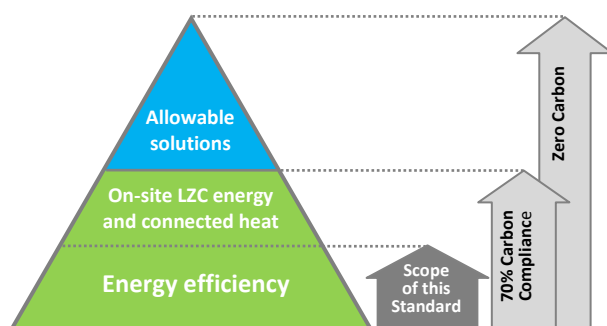 Allowable
solutions
On-site LZC energy
and connected heat
Energy efficiency
Scope
of this
Standard
70% Carbon
Compliance
Zero Carbon